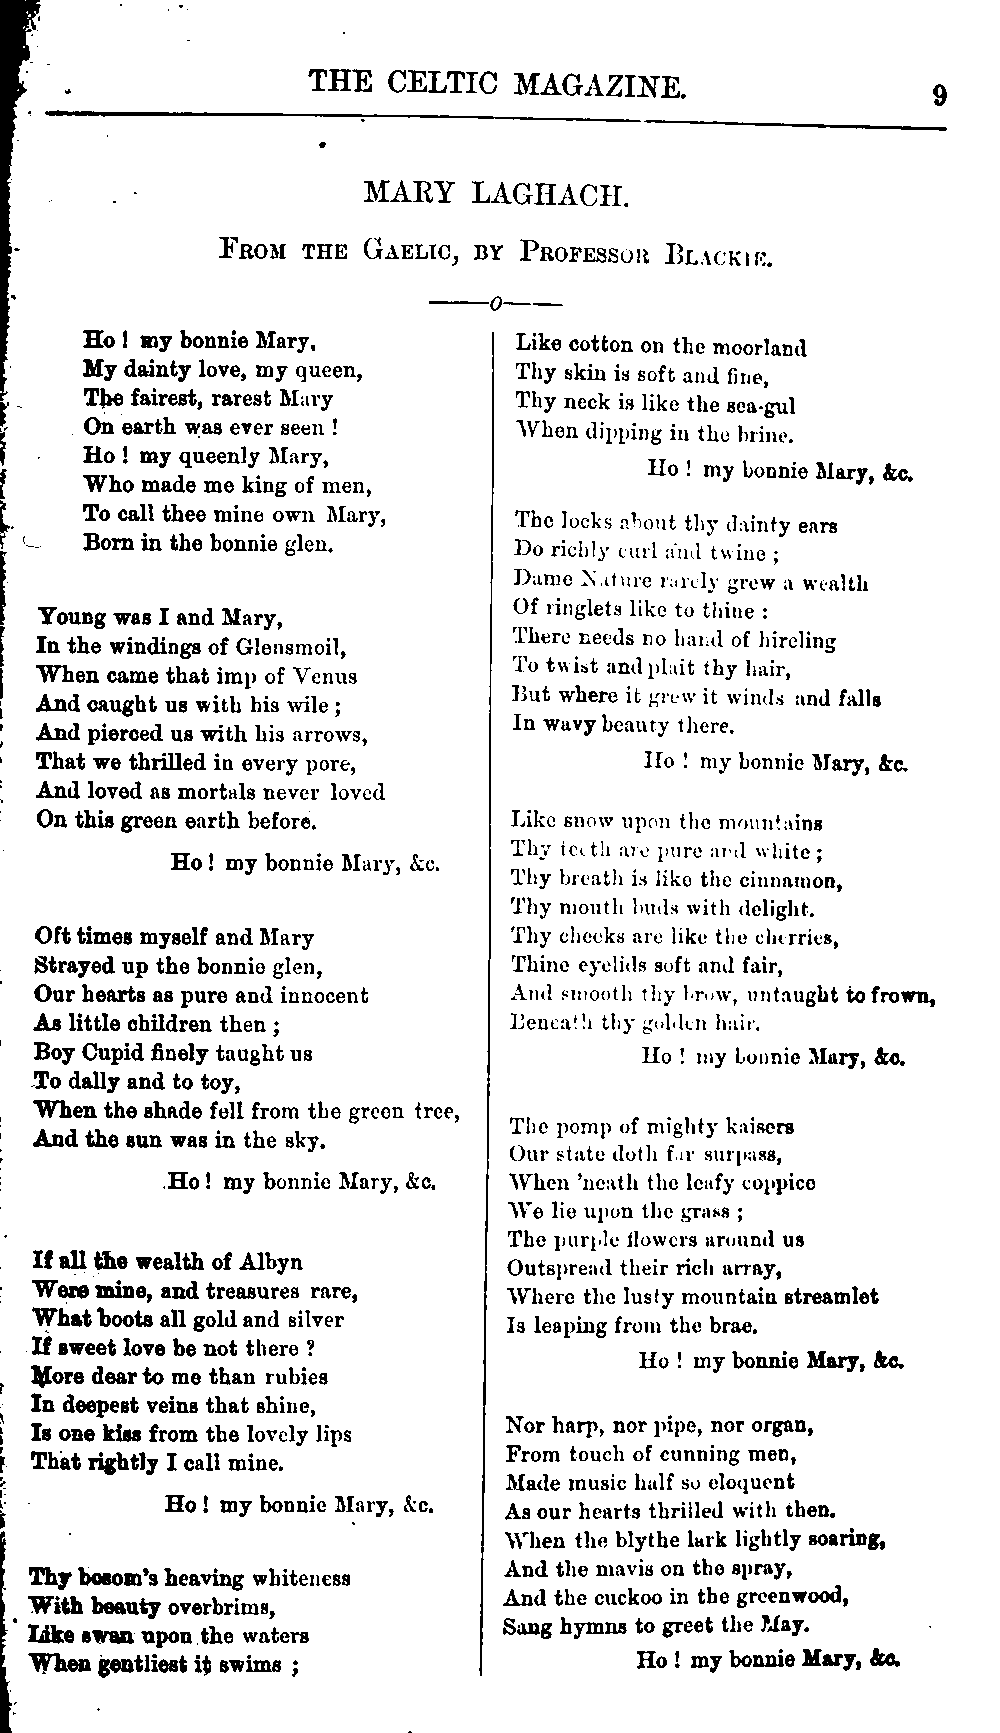 THE CELTIC MAGAZINE.
9
MARY LAGHACH.
FROM THE GAELIC, BY PROFESSOR BLACKIE.
——o——
Ho! my bonnie Mary,
My dainty love, my queen,
The fairest, rarest Mary
On earth was ever seen!
Ho! my queenly Mary,
Who made me king of men,
To call thee mine own Mary,
Born in the bonnie glen.
Young was I and Mary,
In the windings of Glensmoil,
When came that imp of Venus
And caught us with his wile;
And pierced us with his arrows,
That we thrilled in every pore,
And loved as mortals never loved
On this green earth before.
Ho! my bonnie Mary, &c.
Oft times myself and Mary
Strayed up the bonnie glen,
Our hearts as pure and innocent
As little children then;
Boy Cupid finely taught us
To dally and to toy,
When the shade fell from the green tree,
And the sun was in the sky.
Ho! my bonnie Mary, &c.
If all the wealth of Albyn
Were mine, and treasures rare,
What boots all gold and silver
If sweet love be not there?
More dear to me than rubies
In deepest veins that shine,
Is one kiss from the lovely lips
That rightly I call mine.
Ho! my bonnie Mary, &c.
Thy bosom's heaving whiteness
With beauty overbrims,
Like swan upon the waters
When gentliest it swims;
Like cotton on the moorland
Thy skin is soft and fine,
Thy neck is like the sea-gul
When dipping in the brine.
Ho! my bonnie Mary, &c.
The locks about thy dainty ears
Do richly curl and twine;
Dame Nature rarely grew a wealth
Of ringlets like to thine:
There needs no hand of hireling
To twist and plait thy hair,
But where it grew it winds and falls
In wavy beauty there.
Ho! my bonnie Mary, &c.
Like snow upon the mountains
Thy teeth are pure and white;
Thy breath is like the cinnamon,
Thy mouth buds with delight.
Thy cheeks are like the cherries,
Thine eyelids soft and fair,
And smooth thy brow, untaught to frown,
Beneath thy golden hair.
Ho! my bonnie Mary, &c.
The pomp of mighty kaisers
Our state doth far surpass,
When 'neath the leafy coppice
We lie upon the grass;
The purple flowers around us
Outspread their rich array,
Where the lusty mountain streamlet
Is leaping from the brae.
Ho! my bonnie Mary, &c.
Nor harp, nor pipe, nor organ,
From touch of cunning men,
Made music half so eloquent
As our hearts thrilled with then.
When the blythe lark lightly soaring,
And the mavis on the spray,
And the cuckoo in the greenwood,
Sang hymns to greet the May.
Ho! my bonnie Mary, &c.